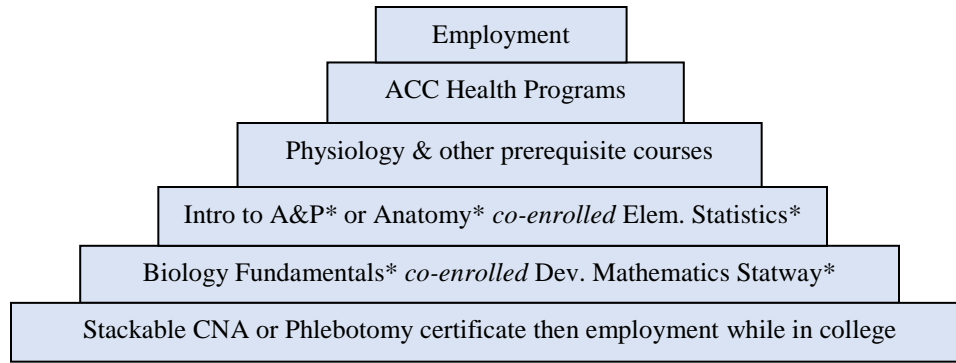 Employment
ACC Health Programs
Physiology & other prerequisite courses
Intro to A&P* or Anatomy* co-enrolled Elem. Statistics*
Biology Fundamentals* co-enrolled Dev. Mathematics Statway*
Stackable CNA or Phlebotomy certificate then employment while in college